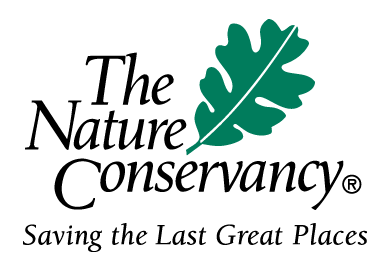 The
Nature
Conservancy®
Saving the Last Great Places